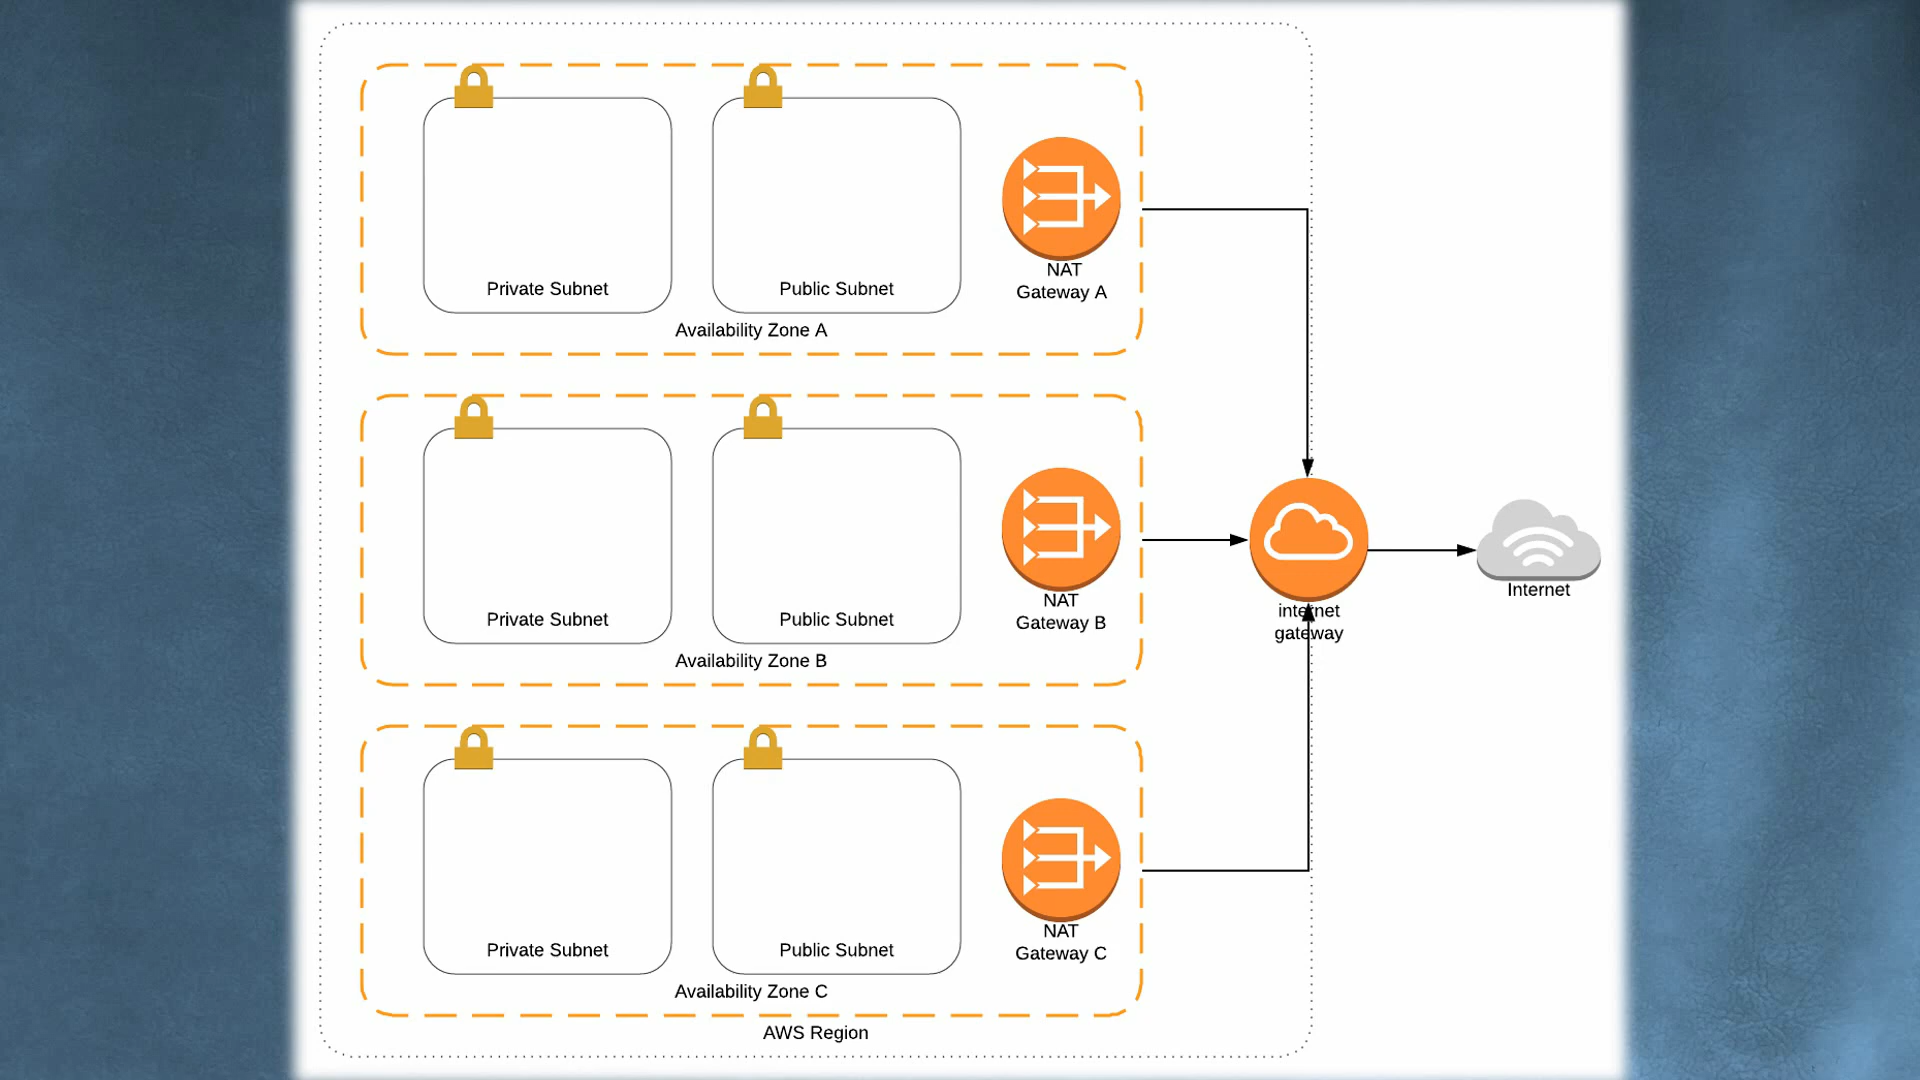 Private Subnet
Public Subnet
NAT
Gateway A
Availability Zone A
Private Subnet
Public Subnet
NAT
Gateway B
Availability Zone B
internet
gateway
Internet
Private Subnet
Public Subnet
NAT
Gateway C
Availability Zone C
AWS Region